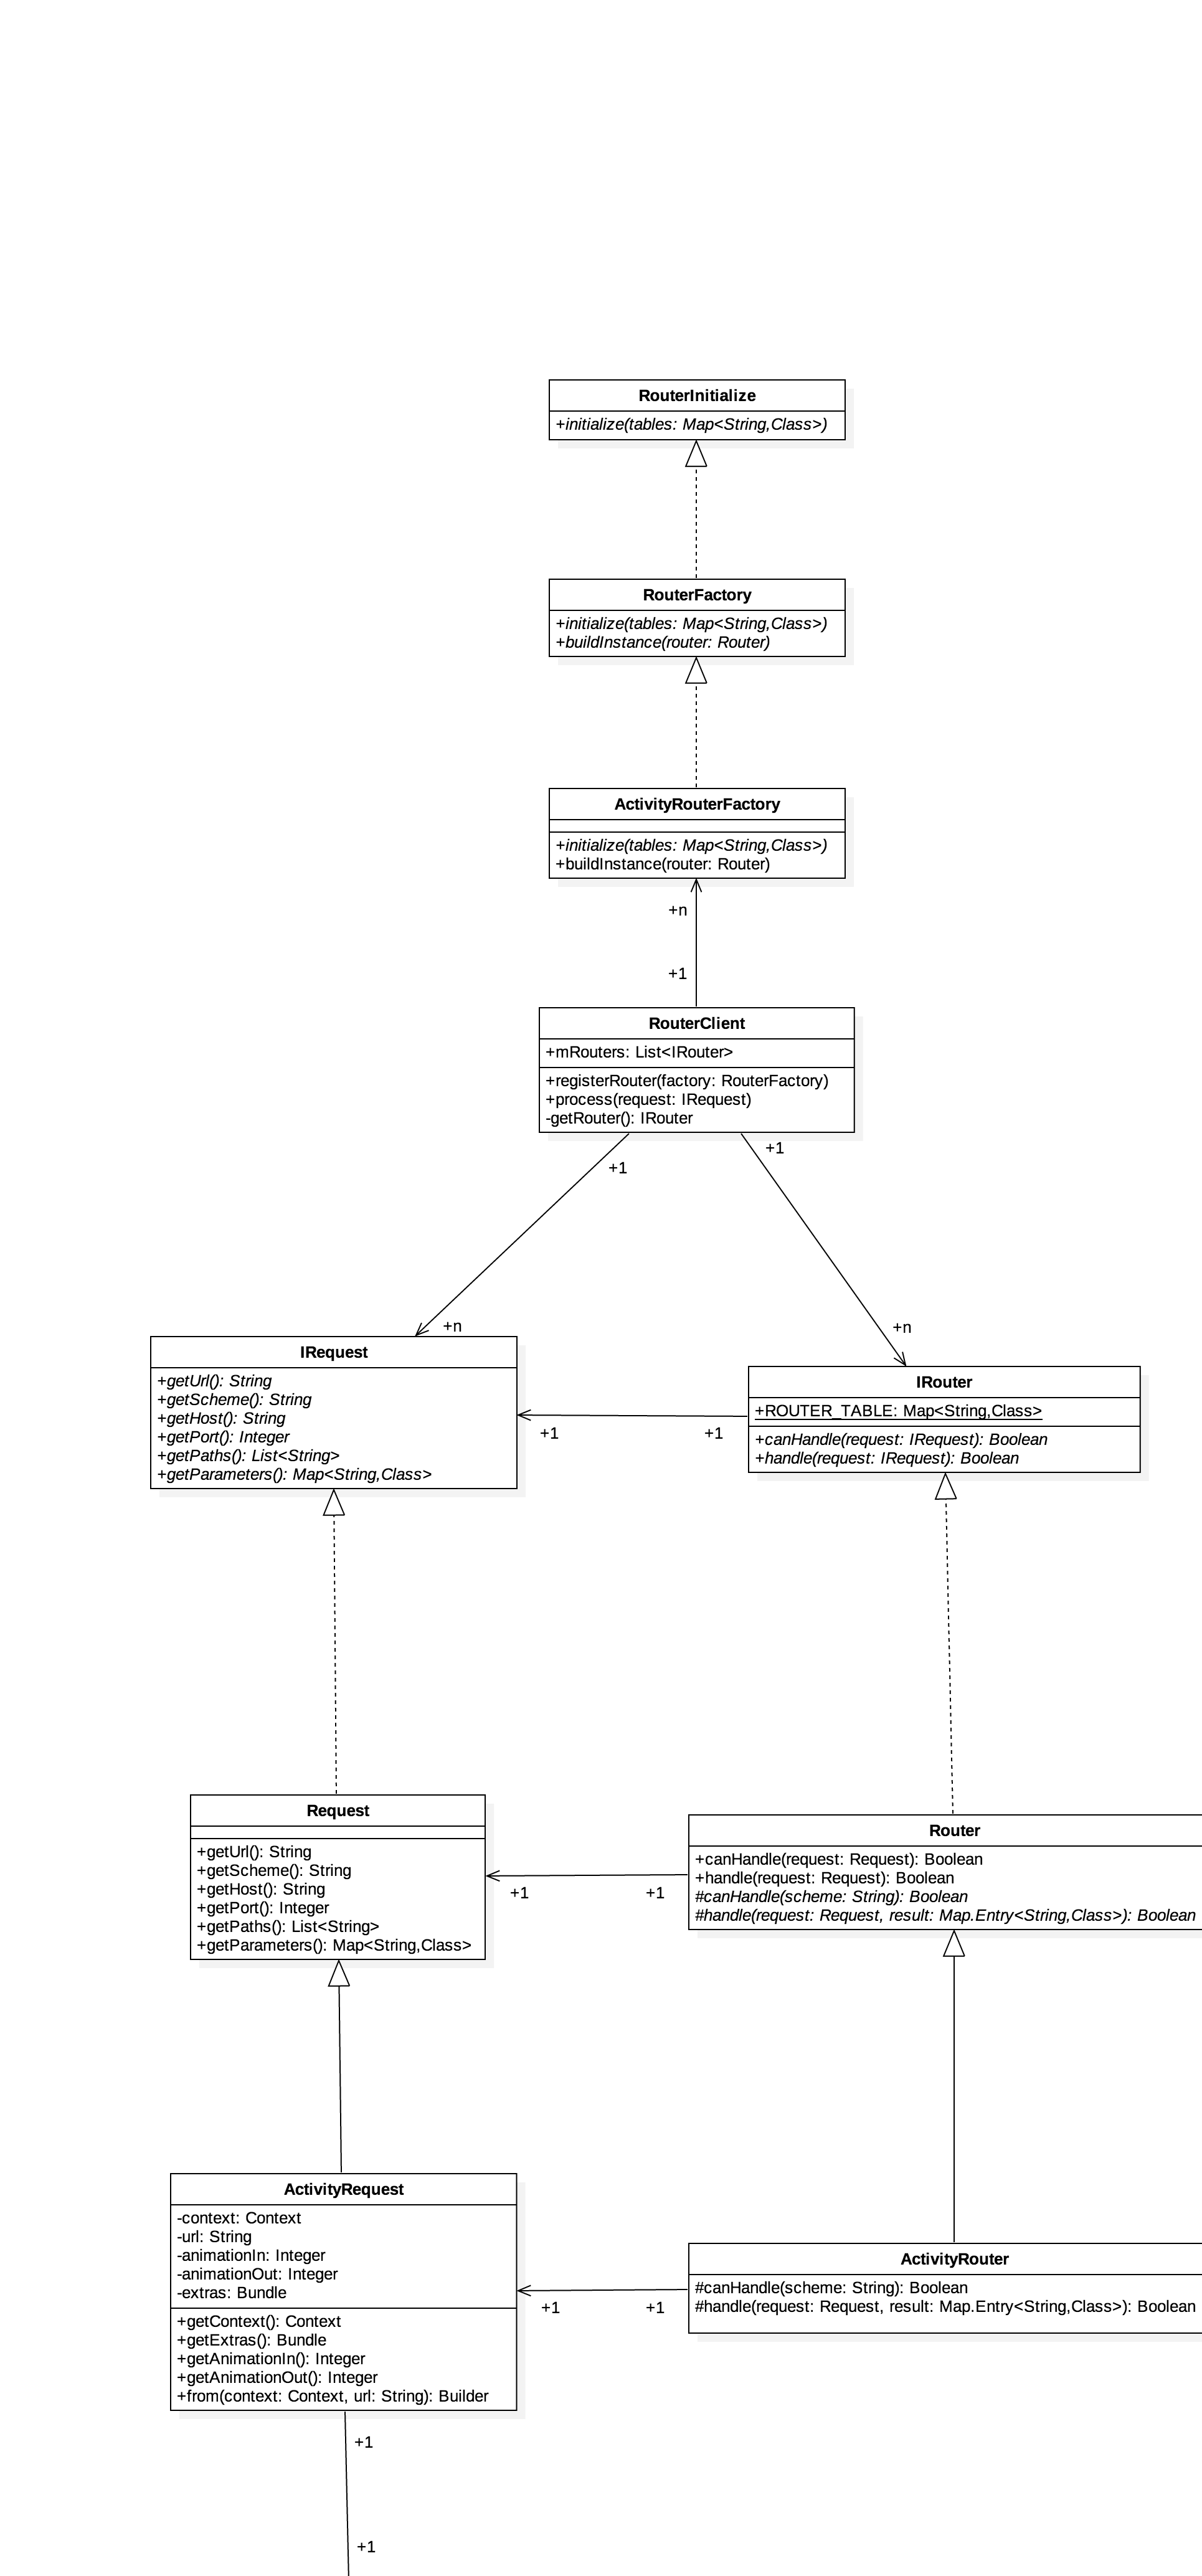 RouterInitialize
+initialize(tables: Map<String,Class>)
RouterFactory
+initialize(tables: Map<String,Class>)
+buildInstance(router: Router)
ActivityRouterFactory
+initialize(tables: Map<String,Class>)
+buildInstance(router: Router)
+n
+1
RouterClient
+mRouters: List<IRouter>
+registerRouter(factory: RouterFactory)
+process(request: IRequest)
-getRouter(): IRouter
+1
+1
+n
+n
IRequest
+getUrl(): String
+getScheme(): String
+getHost(): String
+getPort(): Integer
+getPaths(): List<String>
+getParameters(): Map<String,Class>
+1
+1
IRouter
+ROUTER_TABLE: Map<String,Class>
+canHandle(request: IRequest): Boolean
+handle(request: IRequest): Boolean
Request
+getUrl(): String
+getScheme(): String
+getHost(): String
+getPort(): Integer
+getPaths(): List<String>
+getParameters(): Map<String,Class>
+1
+1
Router
+canHandle(request: Request): Boolean
+handle(request: Request): Boolean
#canHandle(scheme: String): Boolean
#handle(request: Request, result: Map.Entry<String,Class>): Boolean
ActivityRequest
-context: Context
-url: String
-animationIn: Integer
-animationOut: Integer
-extras: Bundle
+getContext(): Context
+getExtras(): Bundle
+getAnimationIn(): Integer
+getAnimationOut(): Integer
+from(context: Context, url: String): Builder
+1
+1
ActivityRouter
#canHandle(scheme: String): Boolean
#handle(request: Request, result: Map.Entry<String,Class>): Boolean
+1
+1